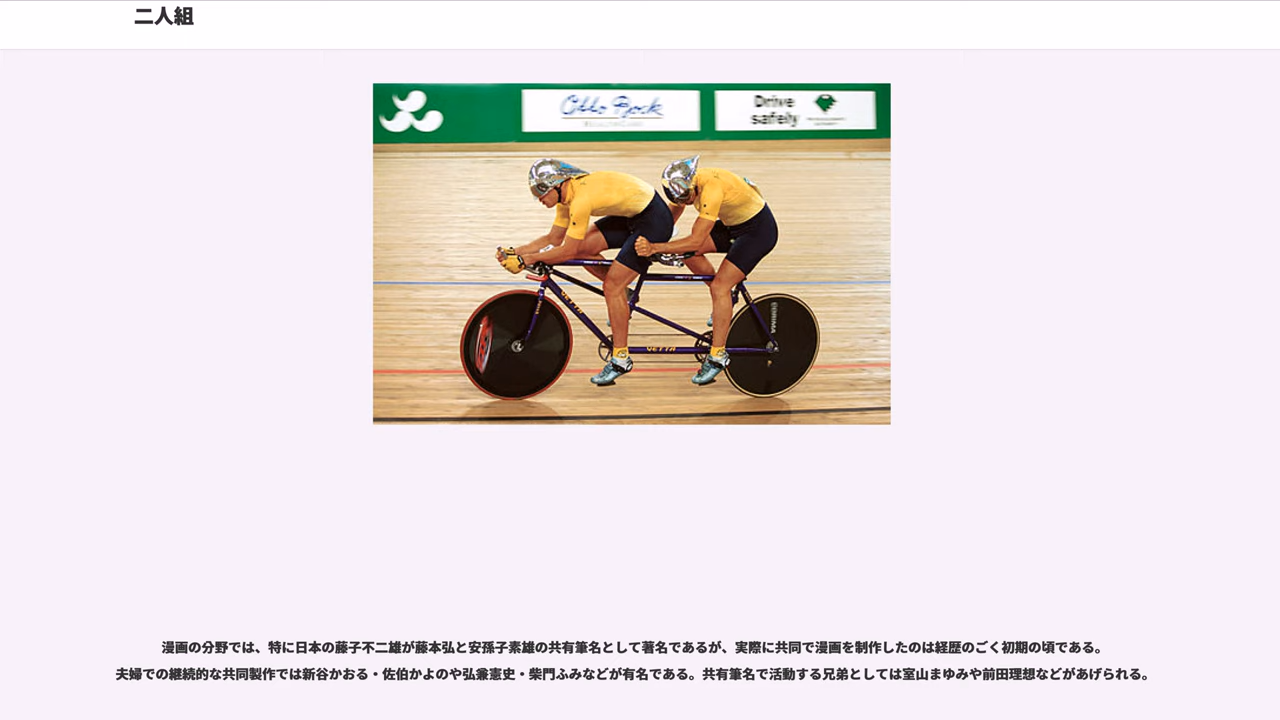 二人組
Otto Bock
HEALTHCARE
Drive
safely
VETTA
VETTA
CORIMA
漫画の分野では、特に日本の藤子不二雄が藤本弘と安孫子素雄の共有筆名として著名であるが、実際に共同で漫画を制作したのは経歴のごく初期の頃である。
夫婦での継続的な共同製作では新谷かおる・佐伯かよのや弘兼憲史・柴門ふみなどが有名である。共有筆名で活動する兄弟としては室山まゆみや前田理想などがあげられる。